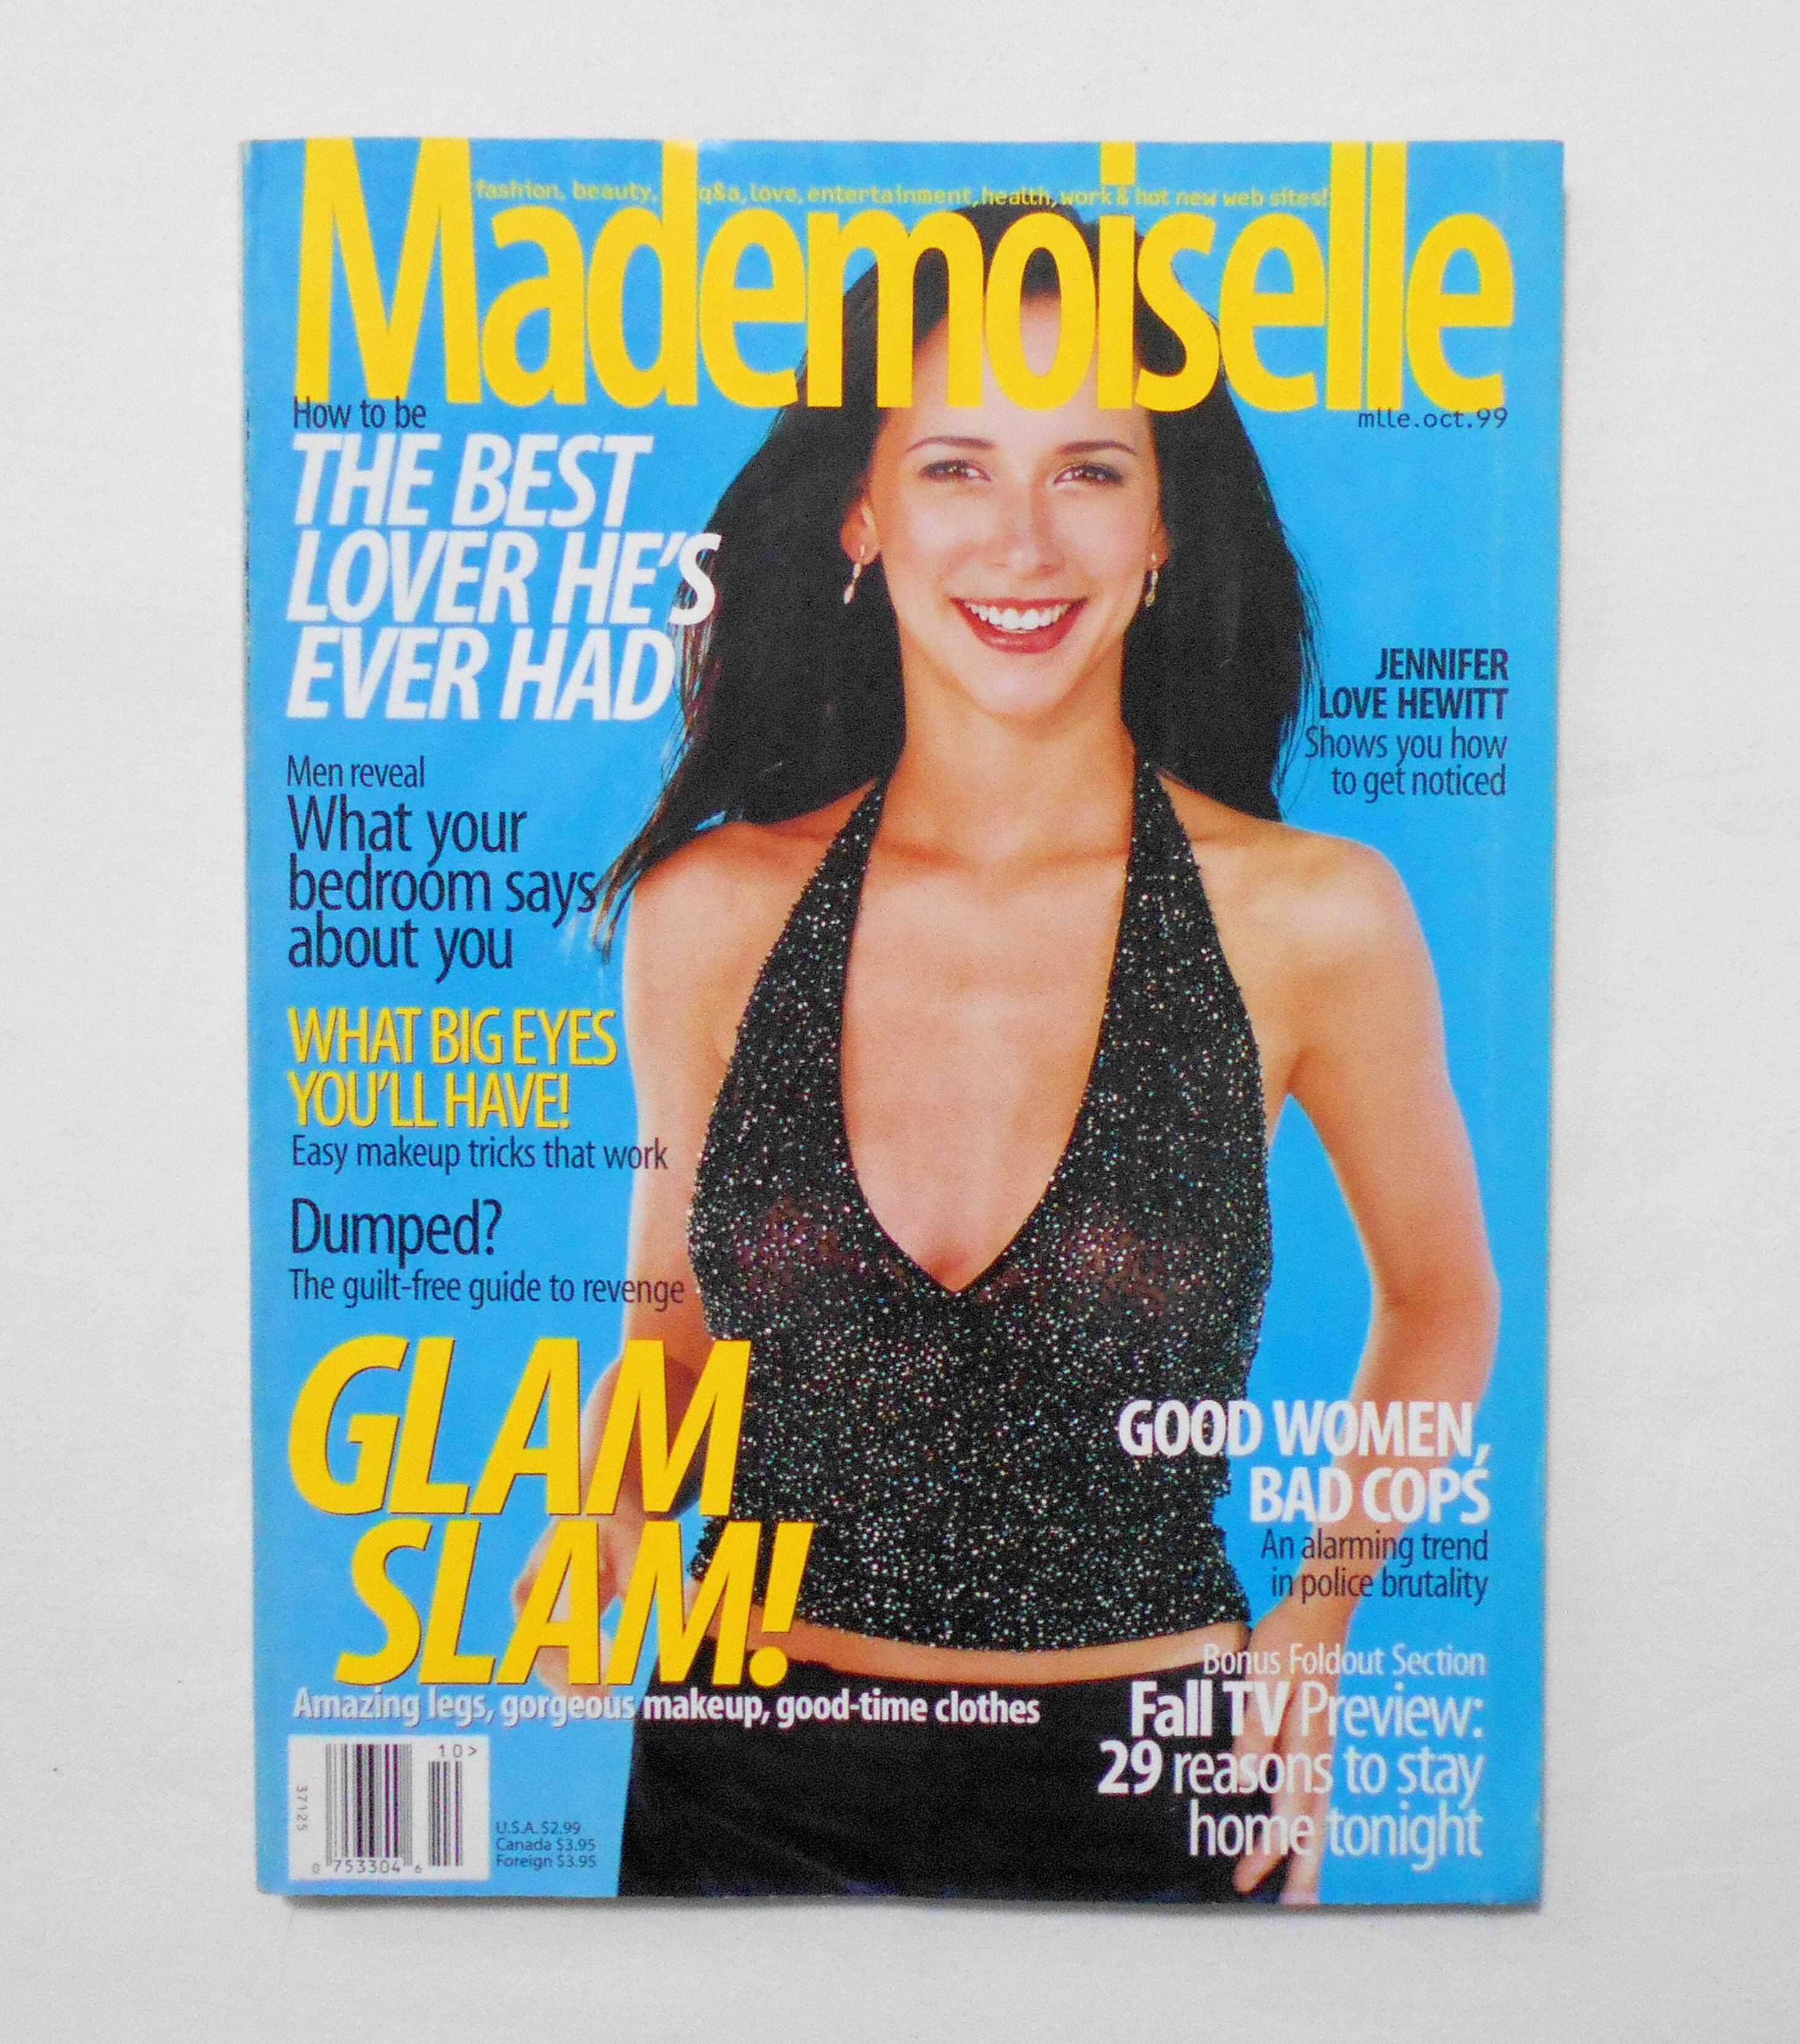 Mademoiselle
fashion, beauty, q&a, love, entertainment, health, work & hot new web sites!
mlle.oct.99
How to be
THE BEST
LOVER HE'S
EVER HAD
JENNIFER
LOVE HEWITT
Shows you how
to get noticed
Men reveal
What your
bedroom says
about you
WHAT BIG EYES
YOU'LL HAVE!
Easy makeup tricks that work
Dumped?
The guilt-free guide to revenge
GLAM
SLAM!
Amazing legs, gorgeous makeup, good-time clothes
GOOD WOMEN,
BAD COPS
An alarming trend
in police brutality
Bonus Foldout Section
Fall TV Preview:
29 reasons to stay
home tonight
10>
37125
0 753304 6
U.S.A. $2.99
Canada $3.95
Foreign $3.95